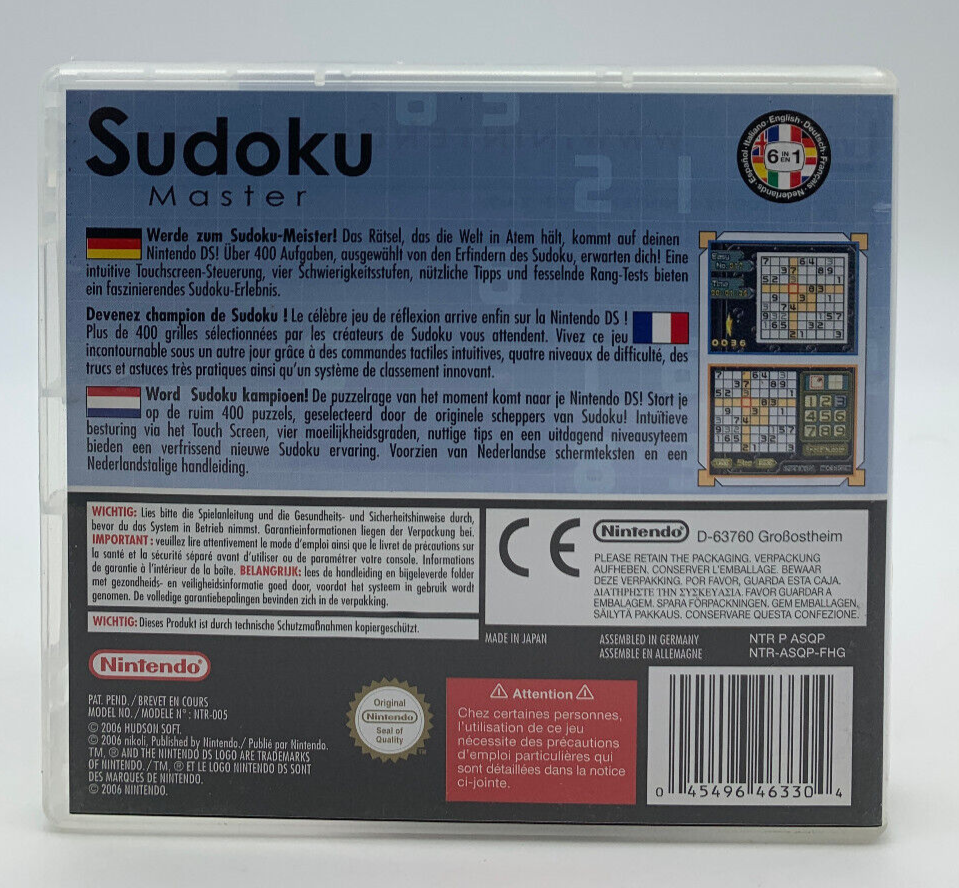 Sudoku
Master
Español · Italiano · English · Deutsch · Français · Nederlands
6 IN EN 1
Werde zum Sudoku-Meister! Das Rätsel, das die Welt in Atem hält, kommt auf deinen
Nintendo DS! Über 400 Aufgaben, ausgewählt von den Erfindern des Sudoku, erwarten dich! Eine
intuitive Touchscreen-Steuerung, vier Schwierigkeitsstufen, nützliche Tipps und fesselnde Rang-Tests bieten
ein faszinierendes Sudoku-Erlebnis.
Devenez champion de Sudoku ! Le célèbre jeu de réflexion arrive enfin sur la Nintendo DS !
Plus de 400 grilles sélectionnées par les créateurs de Sudoku vous attendent. Vivez ce jeu
incontournable sous un autre jour grâce à des commandes tactiles intuitives, quatre niveaux de difficulté, des
trucs et astuces très pratiques ainsi qu'un système de classement innovant.
Word Sudoku kampioen! De puzzelrage van het moment komt naar je Nintendo DS! Stort je
op de ruim 400 puzzels, geselecteerd door de originele scheppers van Sudoku! Intuïtieve
besturing via het Touch Screen, vier moeilijkheidsgraden, nuttige tips en een uitdagend niveausyteem
bieden een verfrissend nieuwe Sudoku ervaring. Voorzien van Nederlandse schermteksten en een
Nederlandstalige handleiding.
Easy
Time
0036
123
456
789
WICHTIG: Lies bitte die Spielanleitung und die Gesundheits- und Sicherheitshinweise durch,
bevor du das System in Betrieb nimmst. Garantieinformationen liegen der Verpackung bei.
IMPORTANT : veuillez lire attentivement le mode d'emploi ainsi que le livret de précautions sur
la santé et la sécurité séparé avant d'utiliser ou de paramétrer votre console. Informations
de garantie à l'intérieure de la boîte. BELANGRIJK: lees de handleiding en bijgeleverde folder
met gezondheids- en veiligheidsinformatie goed door, voordat het systeem in gebruik wordt
genomen. De volledige garantiebepalingen bevinden zich in de verpakking.
WICHTIG: Dieses Produkt ist durch technische Schutzmaßnahmen kopiergeschützt.
CE
Nintendo® D-63760 Großostheim
PLEASE RETAIN THE PACKAGING. VERPACKUNG
AUFHEBEN. CONSERVER L'EMBALLAGE. BEWAAR
DEZE VERPAKKING. POR FAVOR, GUARDA ESTA CAJA.
ΔΙΑΤΗΡΗΣΤΕ ΤΗΝ ΣΥΣΚΕΥΑΣΙΑ. FAVOR GUARDAR A
EMBALAGEM. SPARA FÖRPACKNINGEN. GEM EMBALLAGEN,
SÄILYTÄ PAKKAUS. CONSERVARE QUESTA CONFEZIONE.
MADE IN JAPAN
ASSEMBLED IN GERMANY
ASSEMBLE EN ALLEMAGNE
NTR P ASQP
NTR-ASQP-FHG
Nintendo®
PAT. PEND. / BREVET EN COURS
MODEL NO. / MODELE N° : NTR-005
© 2006 HUDSON SOFT.
© 2006 nikoli. Published by Nintendo./ Publié par Nintendo.
TM, ® AND THE NINTENDO DS LOGO ARE TRADEMARKS
OF NINTENDO. / TM, ® ET LE LOGO NINTENDO DS SONT
DES MARQUES DE NINTENDO.
© 2006 NINTENDO.
Original
Nintendo
Seal of
Quality
⚠ Attention ⚠
Chez certaines personnes,
l'utilisation de ce jeu
nécessite des précautions
d'emploi particulières qui
sont détaillées dans la notice
ci-jointe.
0 45496 46330 4